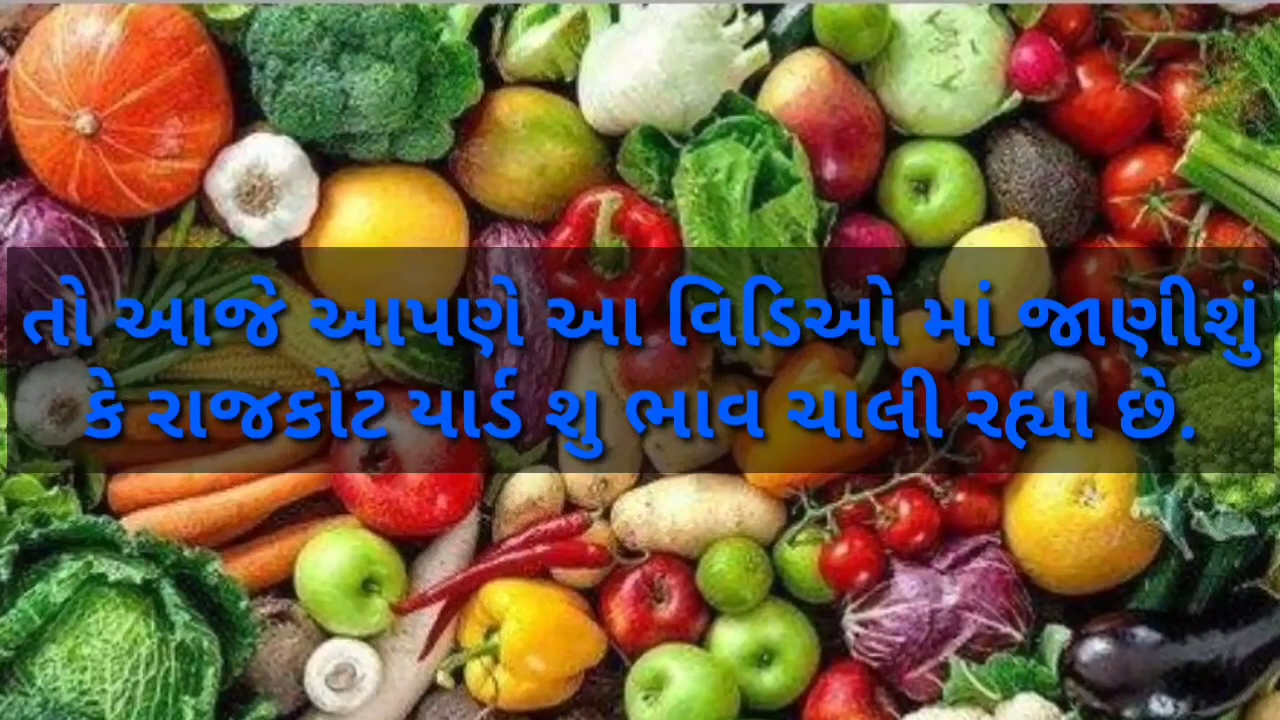 તો આજે આપણે આ વિડિઓ માં જાણીશું
કે રાજકોટ યાર્ડ શુ ભાવ ચાલી રહ્યા છે.